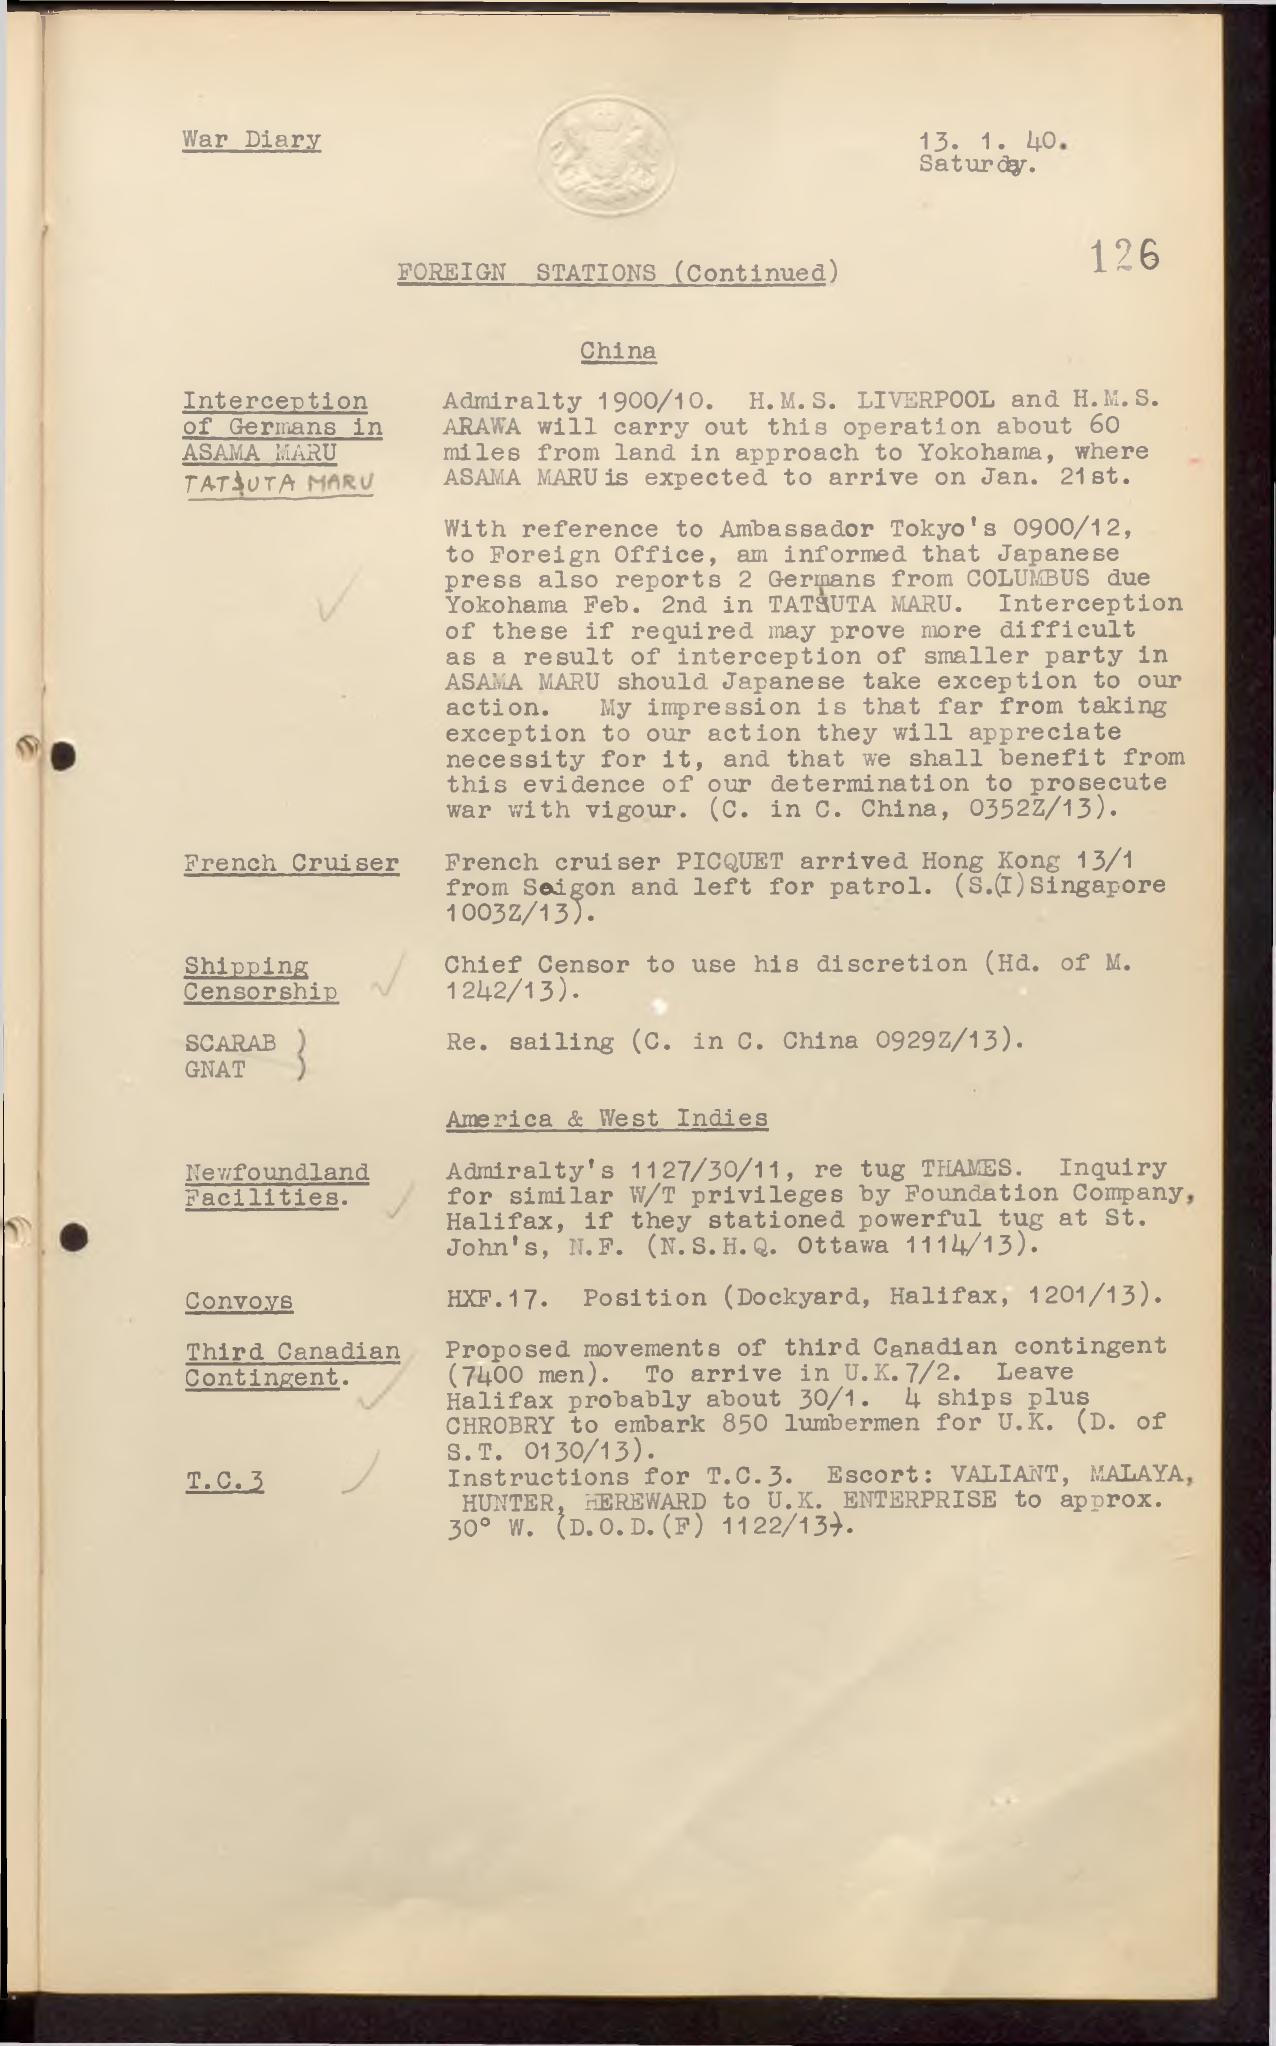 War Diary
13. 1. 40.
Saturday.
126
FOREIGN STATIONS (Continued)
China
Interception
of Germans in
ASAMA MARU
TATSUTA MARU
Admiralty 1900/10. H.M.S. LIVERPOOL and H.M.S.
ARAWA will carry out this operation about 60
miles from land in approach to Yokohama, where
ASAMA MARU is expected to arrive on Jan. 21st.
With reference to Ambassador Tokyo's 0900/12,
to Foreign Office, am informed that Japanese
press also reports 2 Germans from COLUMBUS due
Yokohama Feb. 2nd in TATSUTA MARU. Interception
of these if required may prove more difficult
as a result of interception of smaller party in
ASAMA MARU should Japanese take exception to our
action. My impression is that far from taking
exception to our action they will appreciate
necessity for it, and that we shall benefit from
this evidence of our determination to prosecute
war with vigour. (C. in C. China, 0352Z/13).
French Cruiser
French cruiser PICQUET arrived Hong Kong 13/1
from Saigon and left for patrol. (S.(I) Singapore
1003Z/13).
Shipping
Censorship
Chief Censor to use his discretion (Hd. of M.
1242/13).
SCARAB }
GNAT }
Re. sailing (C. in C. China 0929Z/13).
America & West Indies
Newfoundland
Facilities.
Admiralty's 1127/30/11, re tug THAMES. Inquiry
for similar W/T privileges by Foundation Company,
Halifax, if they stationed powerful tug at St.
John's, N.F. (N.S.H.Q. Ottawa 1114/13).
Convoys
HXF.17. Position (Dockyard, Halifax, 1201/13).
Third Canadian
Contingent.
Proposed movements of third Canadian contingent
(7400 men). To arrive in U.K. 7/2. Leave
Halifax probably about 30/1. 4 ships plus
CHROBRY to embark 850 lumbermen for U.K. (D. of
S.T. 0130/13).
T.C.3
Instructions for T.C.3. Escort: VALIANT, MALAYA,
HUNTER, HEREWARD to U.K. ENTERPRISE to approx.
30° W. (D.O.D.(F) 1122/13).